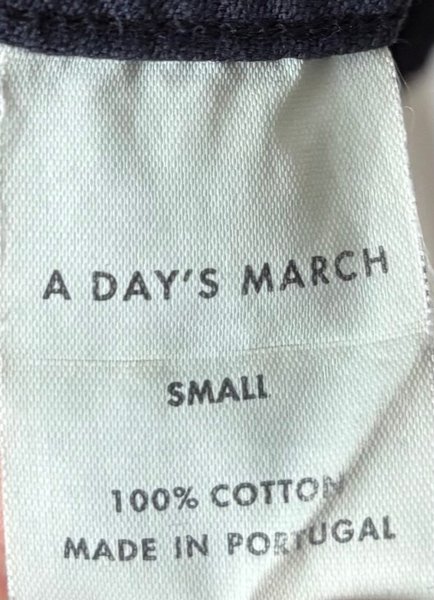 A DAY'S MARCH
SMALL
100% COTTON
MADE IN PORTUGAL